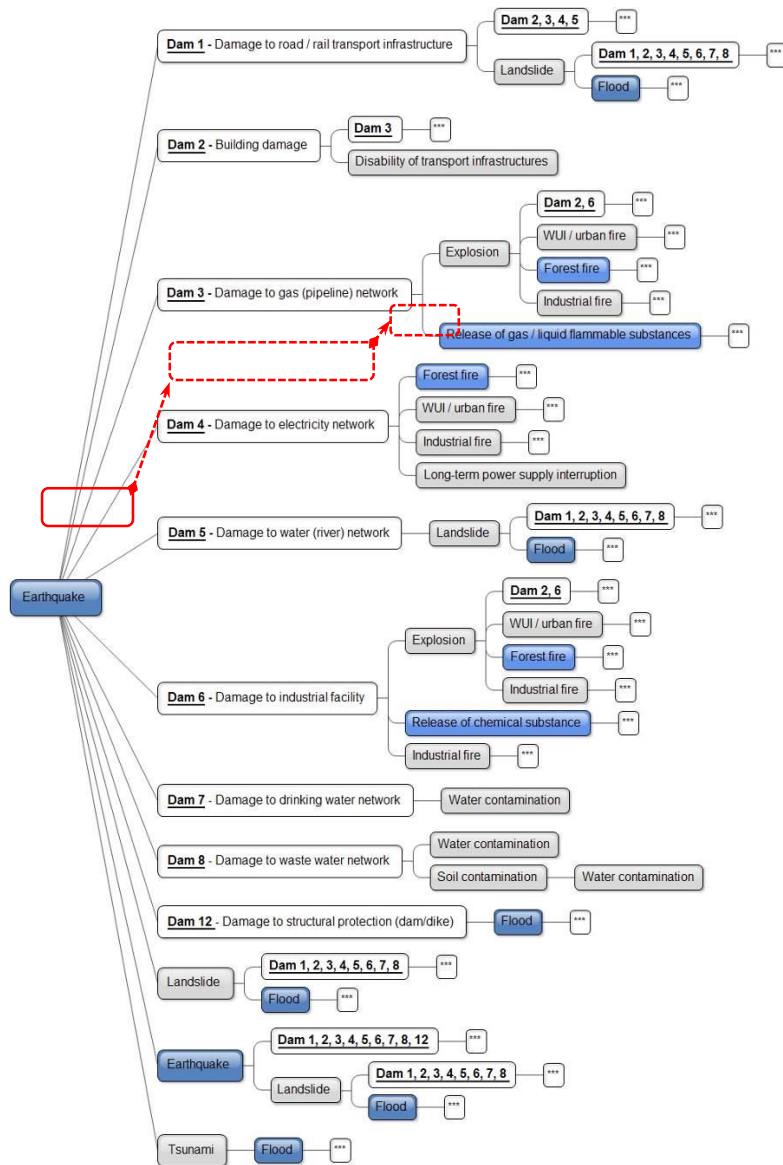 Dam 2, 3, 4, 5
***
Dam 1 - Damage to road / rail transport infrastructure
Dam 1, 2, 3, 4, 5, 6, 7, 8
***
Landslide
Flood
***
Dam 3
***
Dam 2 - Building damage
Disability of transport infrastructures
Dam 2, 6
***
WUI / urban fire
***
Explosion
Forest fire
***
Dam 3 - Damage to gas (pipeline) network
Industrial fire
***
Release of gas / liquid flammable substances
***
Forest fire
***
WUI / urban fire
***
Dam 4 - Damage to electricity network
Industrial fire
***
Long-term power supply interruption
Dam 1, 2, 3, 4, 5, 6, 7, 8
***
Dam 5 - Damage to water (river) network
Landslide
Flood
***
Earthquake
Dam 2, 6
***
WUI / urban fire
***
Explosion
Forest fire
***
Industrial fire
***
Dam 6 - Damage to industrial facility
Release of chemical substance
***
Industrial fire
***
Dam 7 - Damage to drinking water network
Water contamination
Water contamination
Dam 8 - Damage to waste water network
Soil contamination
Water contamination
Dam 12 - Damage to structural protection (dam/dike)
Flood
***
Dam 1, 2, 3, 4, 5, 6, 7, 8
***
Landslide
Flood
***
Dam 1, 2, 3, 4, 5, 6, 7, 8, 12
***
Earthquake
Dam 1, 2, 3, 4, 5, 6, 7, 8
***
Landslide
Flood
***
Tsunami
Flood
***